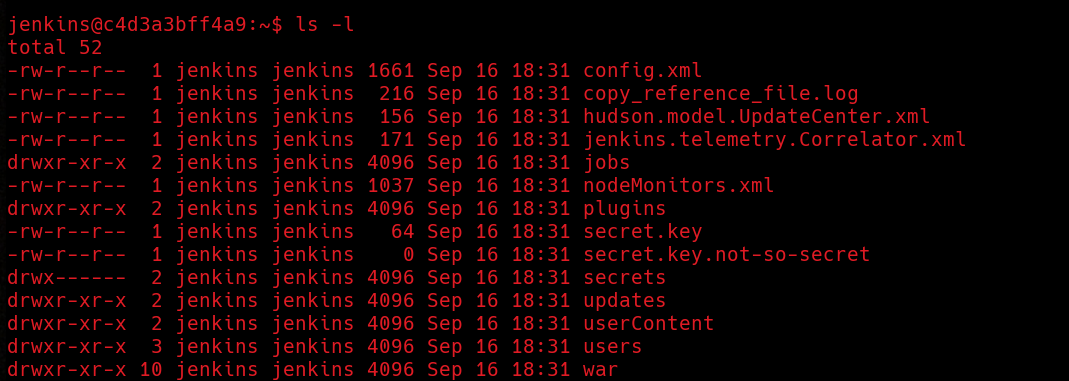 jenkins@c4d3a3bff4a9:~$ ls -l
total 52
-rw-r--r--  1 jenkins jenkins 1661 Sep 16 18:31 config.xml
-rw-r--r--  1 jenkins jenkins  216 Sep 16 18:31 copy_reference_file.log
-rw-r--r--  1 jenkins jenkins  156 Sep 16 18:31 hudson.model.UpdateCenter.xml
-rw-r--r--  1 jenkins jenkins  171 Sep 16 18:31 jenkins.telemetry.Correlator.xml
drwxr-xr-x  2 jenkins jenkins 4096 Sep 16 18:31 jobs
-rw-r--r--  1 jenkins jenkins 1037 Sep 16 18:31 nodeMonitors.xml
drwxr-xr-x  2 jenkins jenkins 4096 Sep 16 18:31 plugins
-rw-r--r--  1 jenkins jenkins   64 Sep 16 18:31 secret.key
-rw-r--r--  1 jenkins jenkins    0 Sep 16 18:31 secret.key.not-so-secret
drwx------  2 jenkins jenkins 4096 Sep 16 18:31 secrets
drwxr-xr-x  2 jenkins jenkins 4096 Sep 16 18:31 updates
drwxr-xr-x  2 jenkins jenkins 4096 Sep 16 18:31 userContent
drwxr-xr-x  3 jenkins jenkins 4096 Sep 16 18:31 users
drwxr-xr-x 10 jenkins jenkins 4096 Sep 16 18:31 war